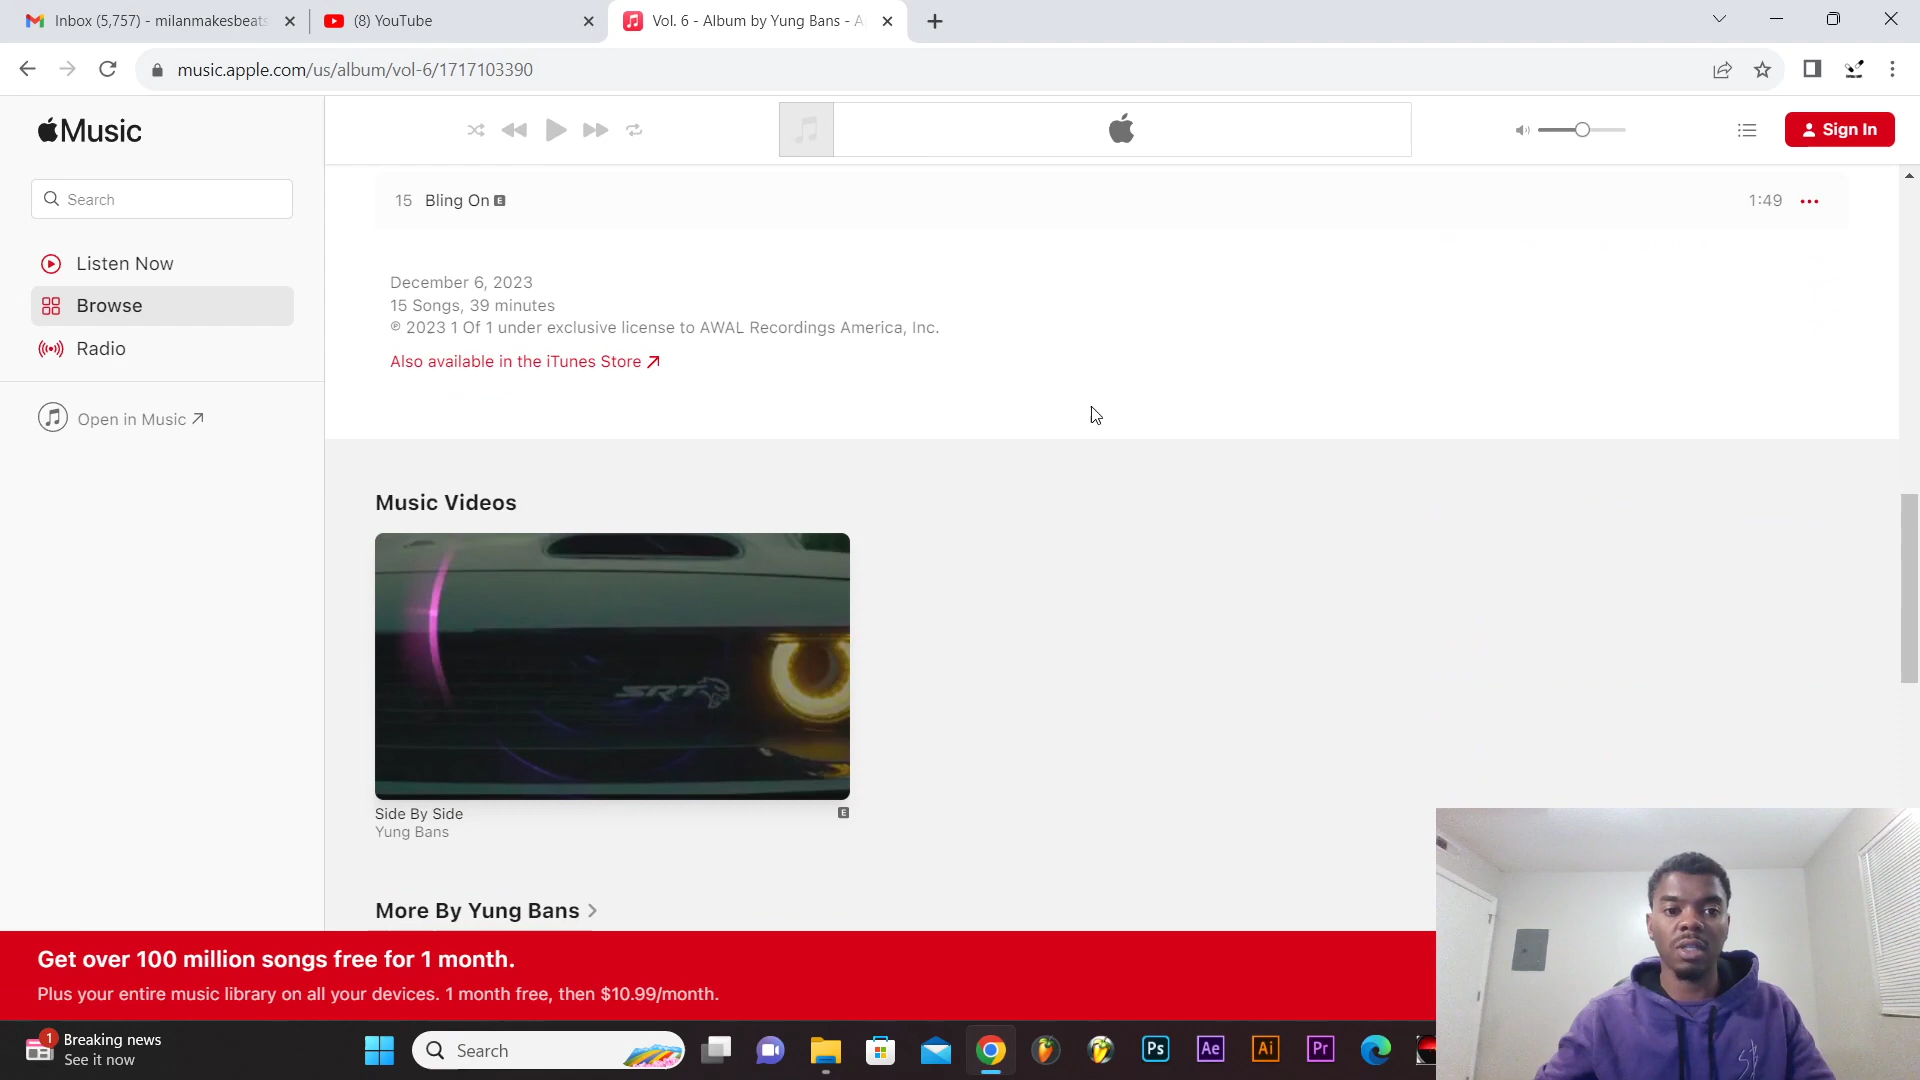 Inbox (5,757) - milanmakesbeats
(8) YouTube
Vol. 6 - Album by Yung Bans - A
music.apple.com/us/album/vol-6/1717103390
Music
Sign In
Search
Listen Now
Browse
Radio
Open in Music
15 Bling On E
1:49
December 6, 2023
15 Songs, 39 minutes
℗ 2023 1 Of 1 under exclusive license to AWAL Recordings America, Inc.
Also available in the iTunes Store
Music Videos
SRT
Side By Side E
Yung Bans
More By Yung Bans
Get over 100 million songs free for 1 month.
Plus your entire music library on all your devices. 1 month free, then $10.99/month.
1
Breaking news
See it now
Search
Ps
Ae
Ai
Pr